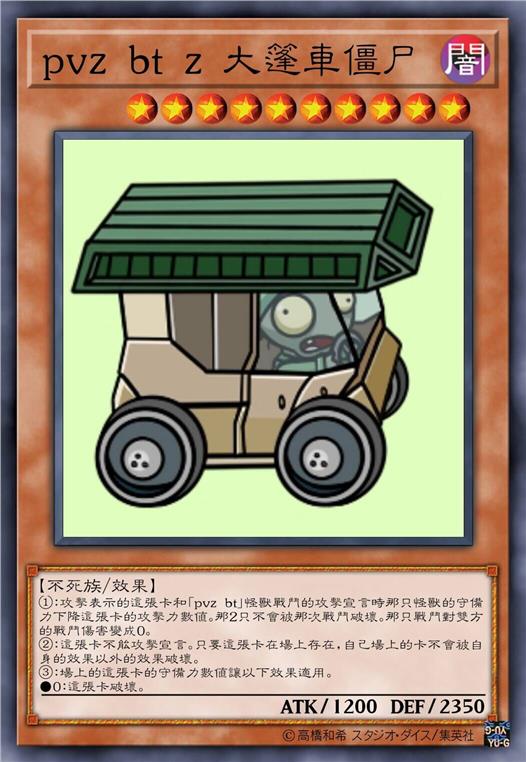 pvz bt z 大篷車僵尸
闇
【不死族/效果】
①:攻擊表示的這張卡和「pvz bt」怪獸戰鬥的攻擊宣言時那只怪獸的守備
力下降這張卡的攻擊力數值。那2只不會被那次戰鬥破壞。那只戰鬥對雙方
的戰鬥傷害變成0。
②:這張卡不能攻擊宣言。只要這張卡在場上存在,自己場上的卡不會被自
身的效果以外的效果破壞。
③:場上的這張卡的守備力數值讓以下效果適用。
●0:這張卡破壞。
ATK/1200 DEF/2350
©高橋和希 スタジオ・ダイス/集英社
YU-G